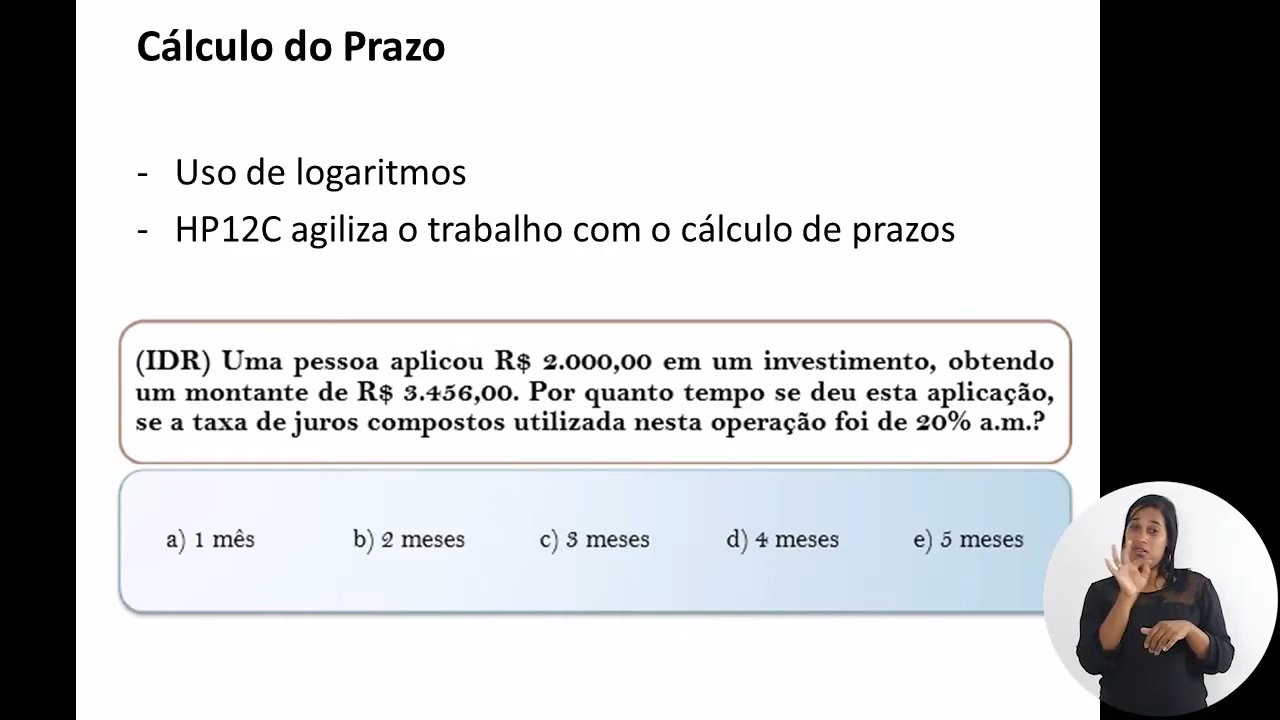 Cálculo do Prazo
- Uso de logaritmos
- HP12C agiliza o trabalho com o cálculo de prazos
(IDR) Uma pessoa aplicou R$ 2.000,00 em um investimento, obtendo
um montante de R$ 3.456,00. Por quanto tempo se deu esta aplicação,
se a taxa de juros compostos utilizada nesta operação foi de 20% a.m.?
a) 1 mês b) 2 meses c) 3 meses d) 4 meses e) 5 meses